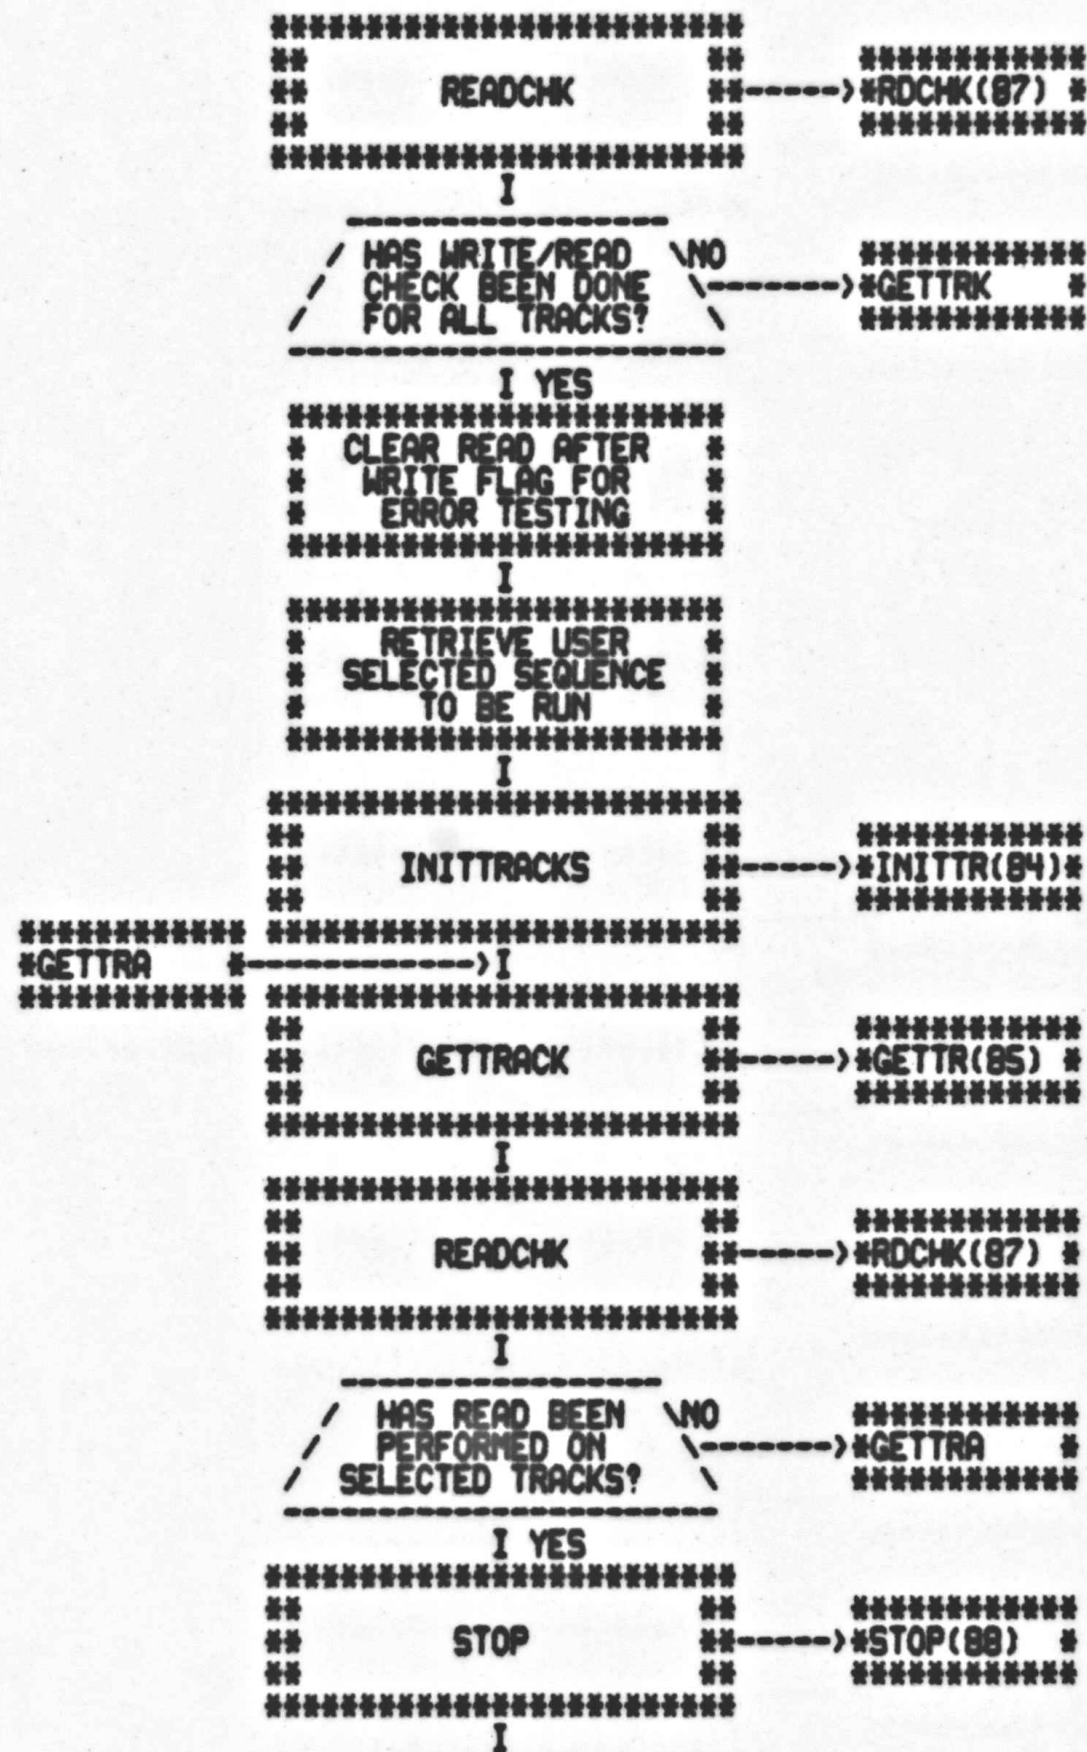 READCHK
RDCHK(87)
I
HAS WRITE/READ NO
CHECK BEEN DONE
GETTRK
FOR ALL TRACKS?
I YES
CLEAR READ AFTER
WRITE FLAG FOR
ERROR TESTING
I
RETRIEVE USER
SELECTED SEQUENCE
TO BE RUN
I
INITTRACKS
INITTR(84)
GETTRA
I
GETTRACK
GETTR(85)
I
READCHK
RDCHK(87)
I
HAS READ BEEN NO
PERFORMED ON
GETTRA
SELECTED TRACKS?
I YES
STOP
STOP(88)
I